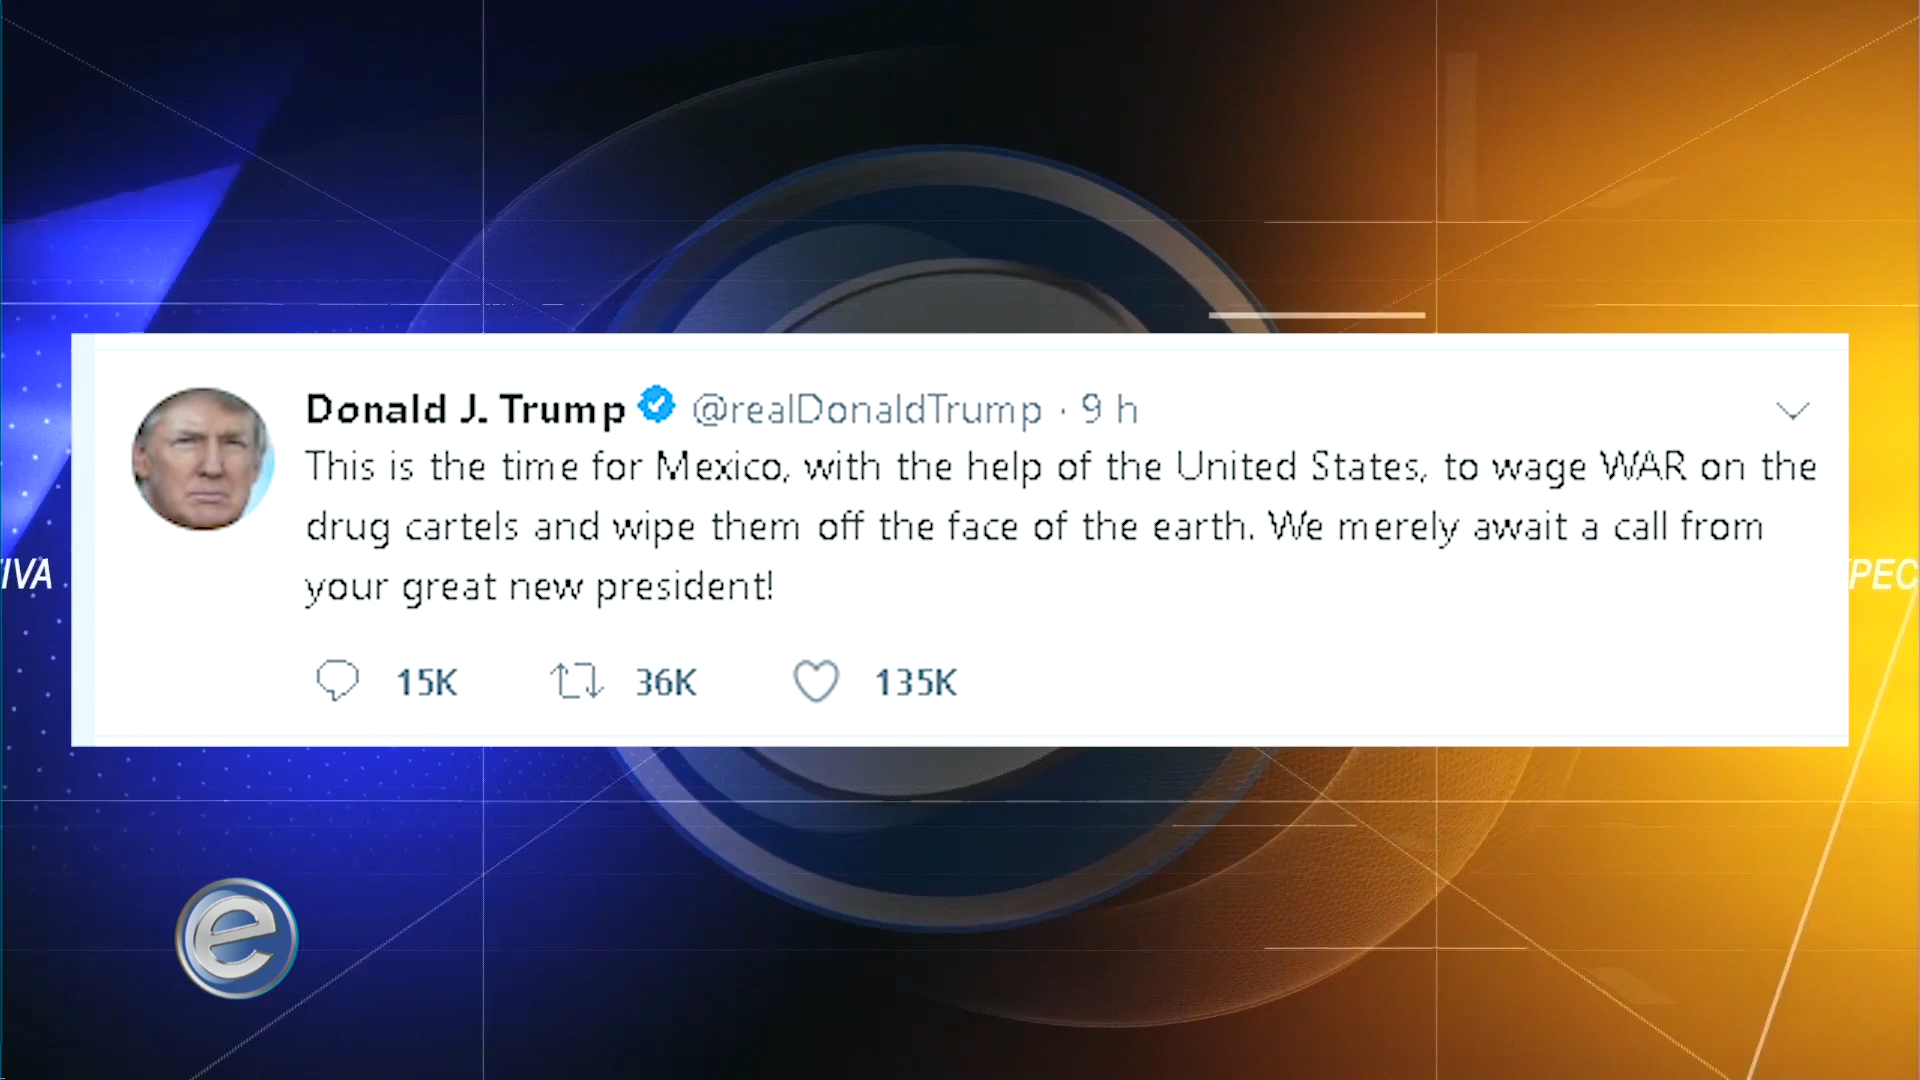 Donald J. Trump @realDonaldTrump · 9 h
This is the time for Mexico, with the help of the United States, to wage WAR on the
drug cartels and wipe them off the face of the earth. We merely await a call from
your great new president!
15K 36K 135K
IVA
PEC
e